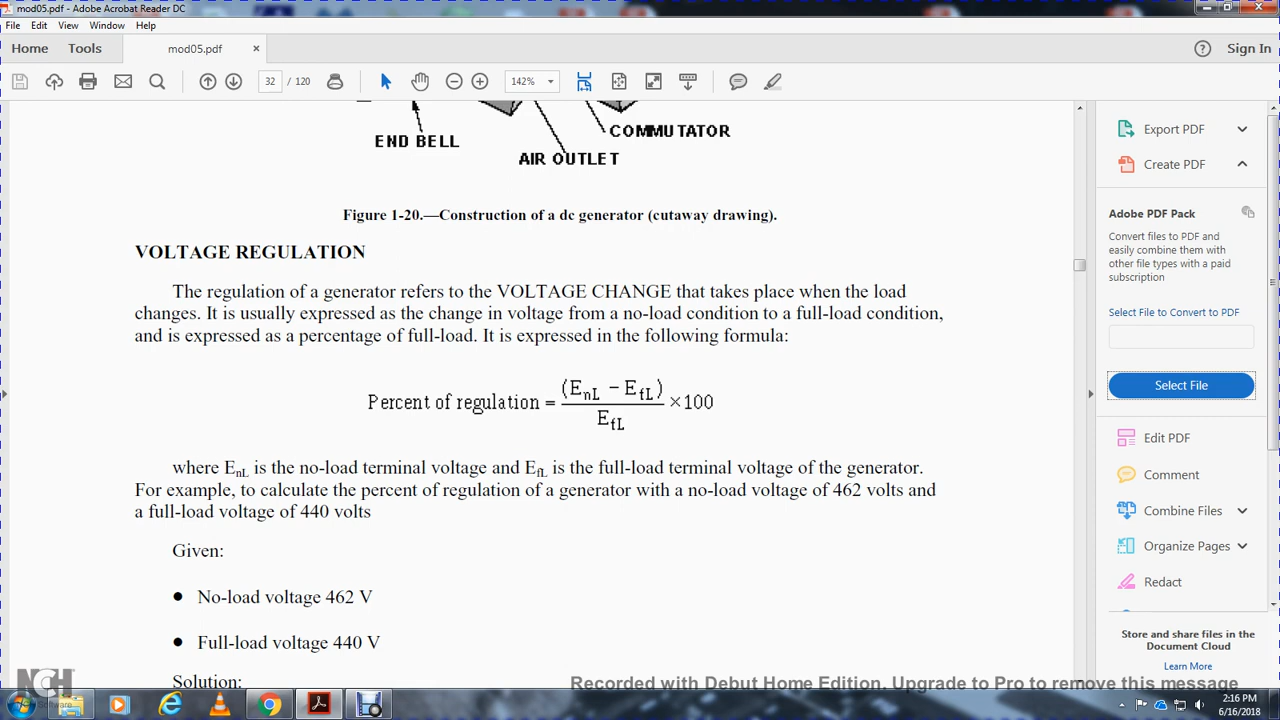 mod05.pdf - Adobe Acrobat Reader DC
File Edit View Window Help
Home Tools mod05.pdf × Sign In
32 / 120 142%
END BELL
COMMUTATOR
AIR OUTLET
Figure 1-20.—Construction of a dc generator (cutaway drawing).
VOLTAGE REGULATION
The regulation of a generator refers to the VOLTAGE CHANGE that takes place when the load
changes. It is usually expressed as the change in voltage from a no-load condition to a full-load condition,
and is expressed as a percentage of full-load. It is expressed in the following formula:
Percent of regulation = (EnL − EfL) / EfL × 100
where EnL is the no-load terminal voltage and EfL is the full-load terminal voltage of the generator.
For example, to calculate the percent of regulation of a generator with a no-load voltage of 462 volts and
a full-load voltage of 440 volts
Given:
• No-load voltage 462 V
• Full-load voltage 440 V
Solution:
Export PDF
Create PDF
Adobe PDF Pack
Convert files to PDF and
easily combine them with
other file types with a paid
subscription
Select File to Convert to PDF
Select File
Edit PDF
Comment
Combine Files
Organize Pages
Redact
Store and share files in the
Document Cloud
Learn More
NCH
Software
Recorded with Debut Home Edition. Upgrade to Pro to remove this message
2:16 PM
6/16/2018